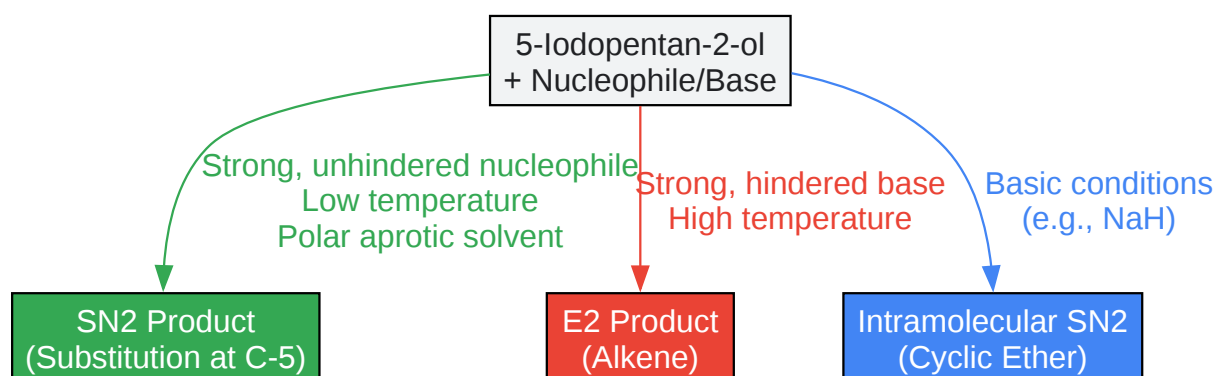 5-Iodopentan-2-ol
+ Nucleophile/Base
Strong, unhindered nucleophile
Low temperature
Polar aprotic solvent
Strong, hindered base
High temperature
Basic conditions
(e.g., NaH)
SN2 Product
(Substitution at C-5)
E2 Product
(Alkene)
Intramolecular SN2
(Cyclic Ether)